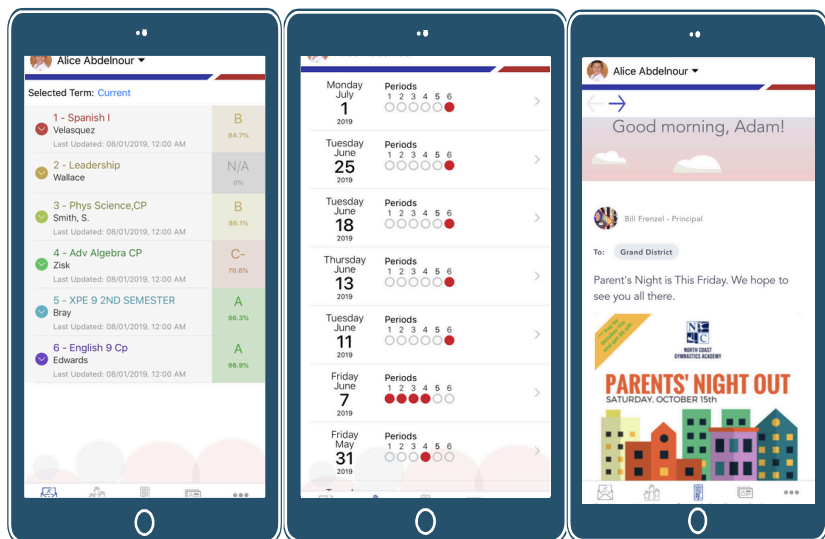 Alice Abdelnour
Selected Term: Current
1 - Spanish I
B
Velasquez
84.7%
Last Updated: 08/01/2019, 12:00 AM
2 - Leadership
N/A
Wallace
0%
3 - Phys Science,CP
B
Smith, S.
Last Updated: 08/01/2019, 12:00 AM
4 - Adv Algebra CP
C-
Zisk
70.6%
Last Updated: 08/01/2019, 12:00 AM
5 - XPE 9 2ND SEMESTER
A
Bray
96.3%
Last Updated: 08/01/2019, 12:00 AM
6 - English 9 Cp
A
Edwards
96.9%
Last Updated: 08/01/2019, 12:00 AM
Monday
July
1
2019
Periods
1 2 3 4 5 6
Tuesday
June
25
2019
Periods
1 2 3 4 5 6
Tuesday
June
18
2019
Periods
1 2 3 4 5 6
Thursday
June
13
2019
Periods
1 2 3 4 5 6
Tuesday
June
11
2019
Periods
1 2 3 4 5 6
Friday
June
7
2019
Periods
1 2 3 4 5 6
Friday
May
31
2019
Periods
1 2 3 4 5 6
Alice Abdelnour
Good morning, Adam!
Bill Frenzel - Principal
To: Grand District
Parent's Night is This Friday. We hope to
see you all there.
N
C
NORTH COAST
GYMNASTICS ACADEMY
PARENTS' NIGHT OUT
SATURDAY, OCTOBER 15th